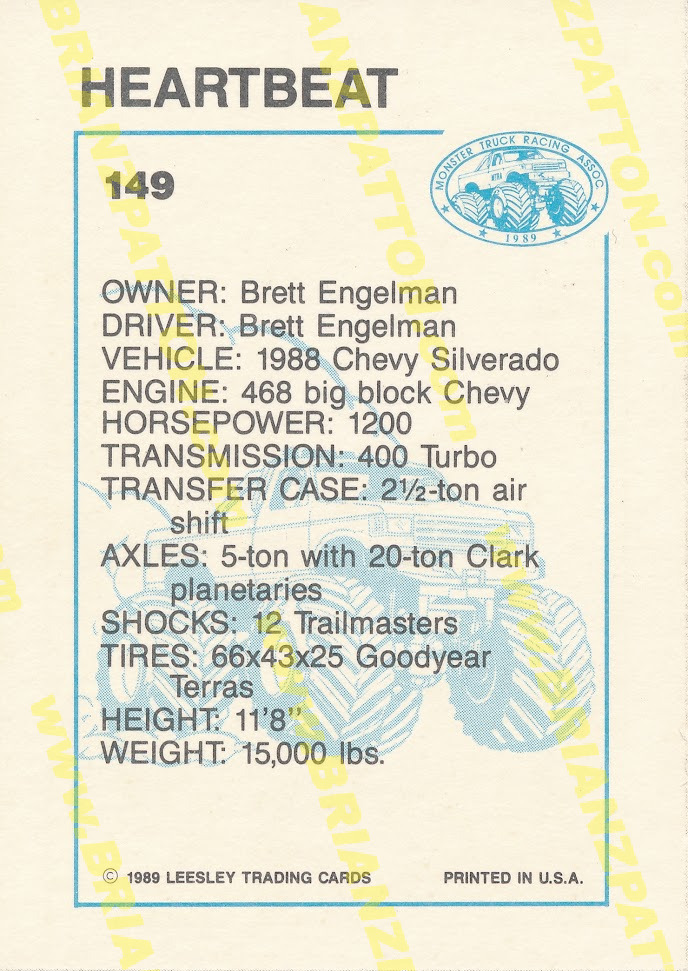 HEARTBEAT
149
MONSTER TRUCK RACING ASSOC
1989
OWNER: Brett Engelman
DRIVER: Brett Engelman
VEHICLE: 1988 Chevy Silverado
ENGINE: 468 big block Chevy
HORSEPOWER: 1200
TRANSMISSION: 400 Turbo
TRANSFER CASE: 2½-ton air
shift
AXLES: 5-ton with 20-ton Clark
planetaries
SHOCKS: 12 Trailmasters
TIRES: 66x43x25 Goodyear
Terras
HEIGHT: 11'8''
WEIGHT: 15,000 lbs.
© 1989 LEESLEY TRADING CARDS
PRINTED IN U.S.A.
www.BRIANZPATTON.com